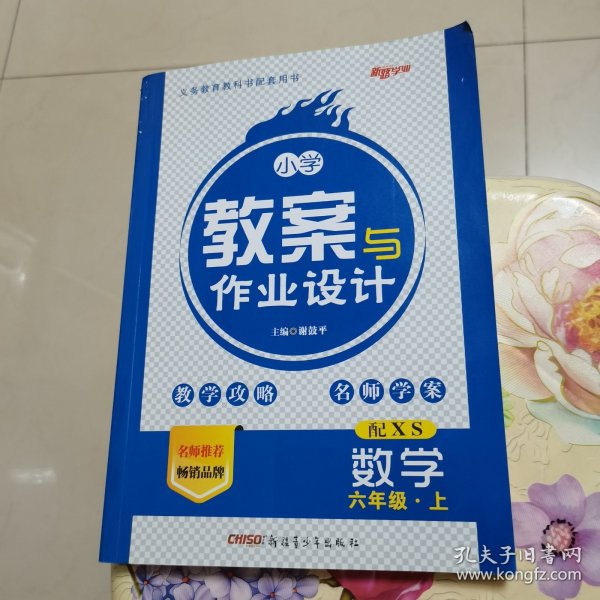 新路学业
义务教育教科书配套用书
小学
教案与
作业设计
主编◎谢鼓平
教学攻略
名师学案
名师推荐
畅销品牌
配XS
数学
六年级·上
CHISO 新疆青少年出版社
孔夫子旧书网
www.kongfz.com